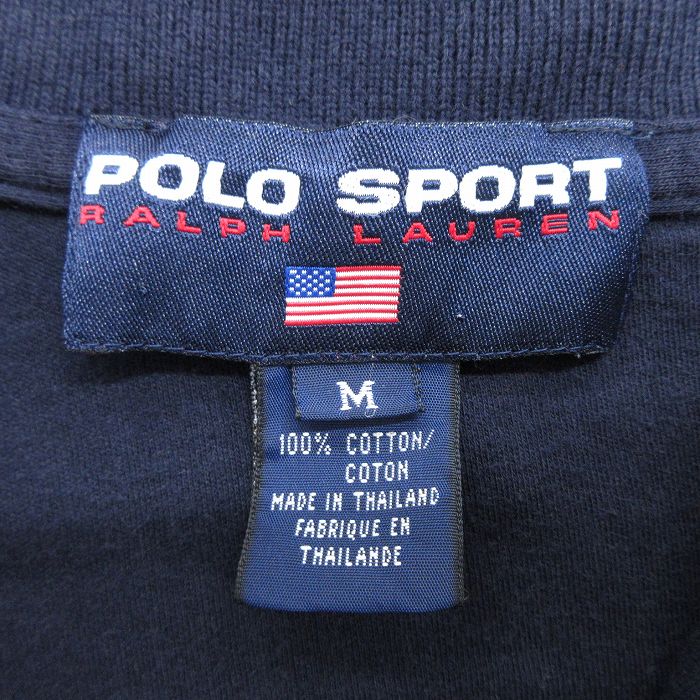 POLO SPORT
RALPH LAUREN
M
100% COTTON/
COTON
MADE IN THAILAND
FABRIQUE EN
THAILANDE